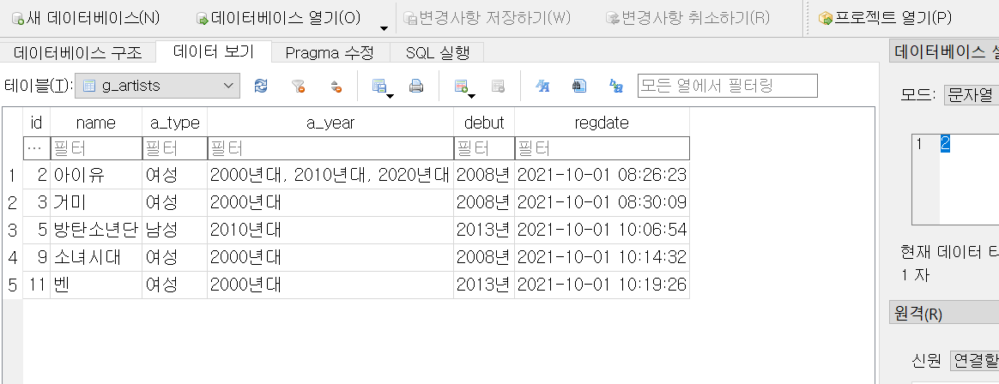 새 데이터베이스(N) 데이터베이스 열기(O) 변경사항 저장하기(W) 변경사항 취소하기(R) 프로젝트 열기(P)
데이터베이스 구조 데이터 보기 Pragma 수정 SQL 실행
테이블(T): g_artists 모든 열에서 필터링
id name a_type a_year debut regdate
... 필터 필터 필터 필터 필터
1 2 아이유 여성 2000년대, 2010년대, 2020년대 2008년 2021-10-01 08:26:23
2 3 거미 여성 2000년대 2008년 2021-10-01 08:30:09
3 5 방탄소년단 남성 2010년대 2013년 2021-10-01 10:06:54
4 9 소녀시대 여성 2000년대 2008년 2021-10-01 10:14:32
5 11 벤 여성 2000년대 2013년 2021-10-01 10:19:26
데이터베이스
모드: 문자열
1 2
현재 데이터
1 자
원격(R)
신원 연결할